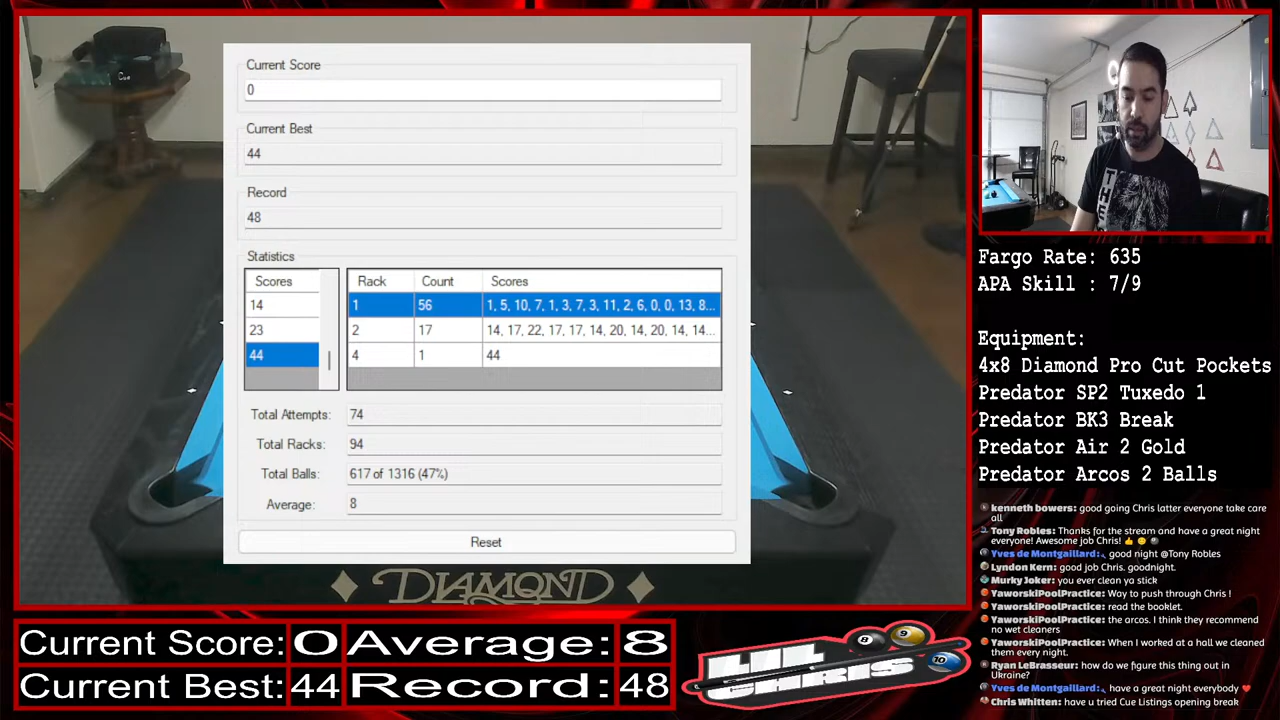 Current Score
0
Current Best
44
Record
48
Statistics
Scores
14
23
44
Rack Count Scores
1 56 1, 5, 10, 7, 1, 3, 7, 3, 11, 2, 6, 0, 0, 13, 8...
2 17 14, 17, 22, 17, 17, 14, 20, 14, 20, 14, 14...
4 1 44
Total Attempts: 74
Total Racks: 94
Total Balls: 617 of 1316 (47%)
Average: 8
Reset
DIAMOND
Current Score: 0 Average: 8
Current Best: 44 Record: 48
LIL CHRIS
8 9 10
THE
Fargo Rate: 635
APA Skill : 7/9
Equipment:
4x8 Diamond Pro Cut Pockets
Predator SP2 Tuxedo 1
Predator BK3 Break
Predator Air 2 Gold
Predator Arcos 2 Balls
kenneth bowers: good going Chris latter everyone take care
all
Tony Robles: Thanks for the stream and have a great night
everyone! Awesome job Chris!
Yves de Montgaillard: good night @Tony Robles
Lyndon Kern: good job Chris. goodnight.
Murky Joker: you ever clean ya stick
YaworskiPoolPractice: Way to push through Chris !
YaworskiPoolPractice: read the booklet.
YaworskiPoolPractice: the arcos. I think they recommend
no wet cleaners
YaworskiPoolPractice: When I worked at a hall we cleaned
them every night.
Ryan LeBrasseur: how do we figure this thing out in
Ukraine?
Yves de Montgaillard: have a great night everybody
Chris Whitten: have u tried Cue Listings opening break